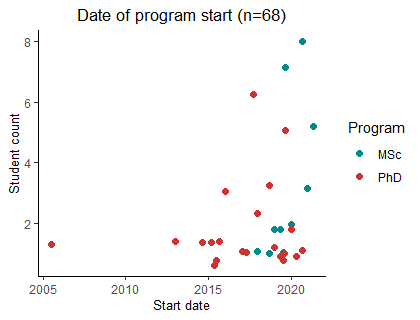 Date of program start (n=68)
8
6
4
2
Student count
2005
2010
2015
2020
Start date
Program
MSc
PhD